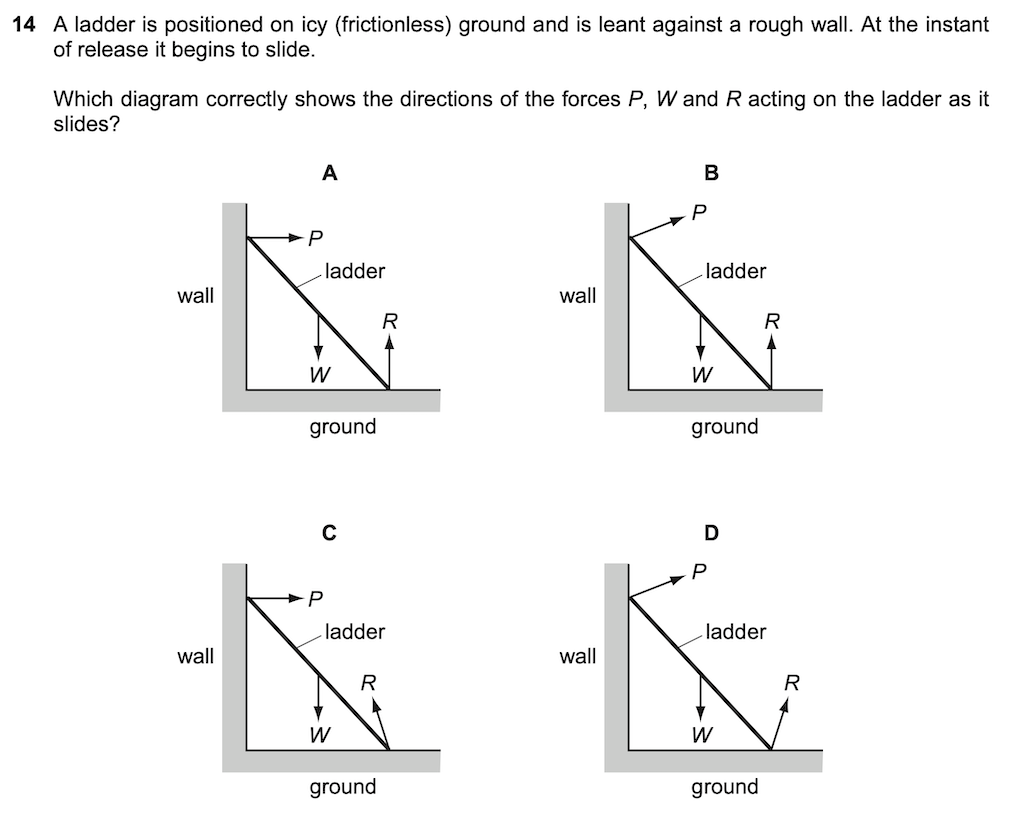 14 A ladder is positioned on icy (frictionless) ground and is leant against a rough wall. At the instant
of release it begins to slide.
Which diagram correctly shows the directions of the forces P, W and R acting on the ladder as it
slides?
A
P
ladder
wall
R
W
ground
B
P
ladder
wall
R
W
ground
C
P
ladder
wall
R
W
ground
D
P
ladder
wall
R
W
ground